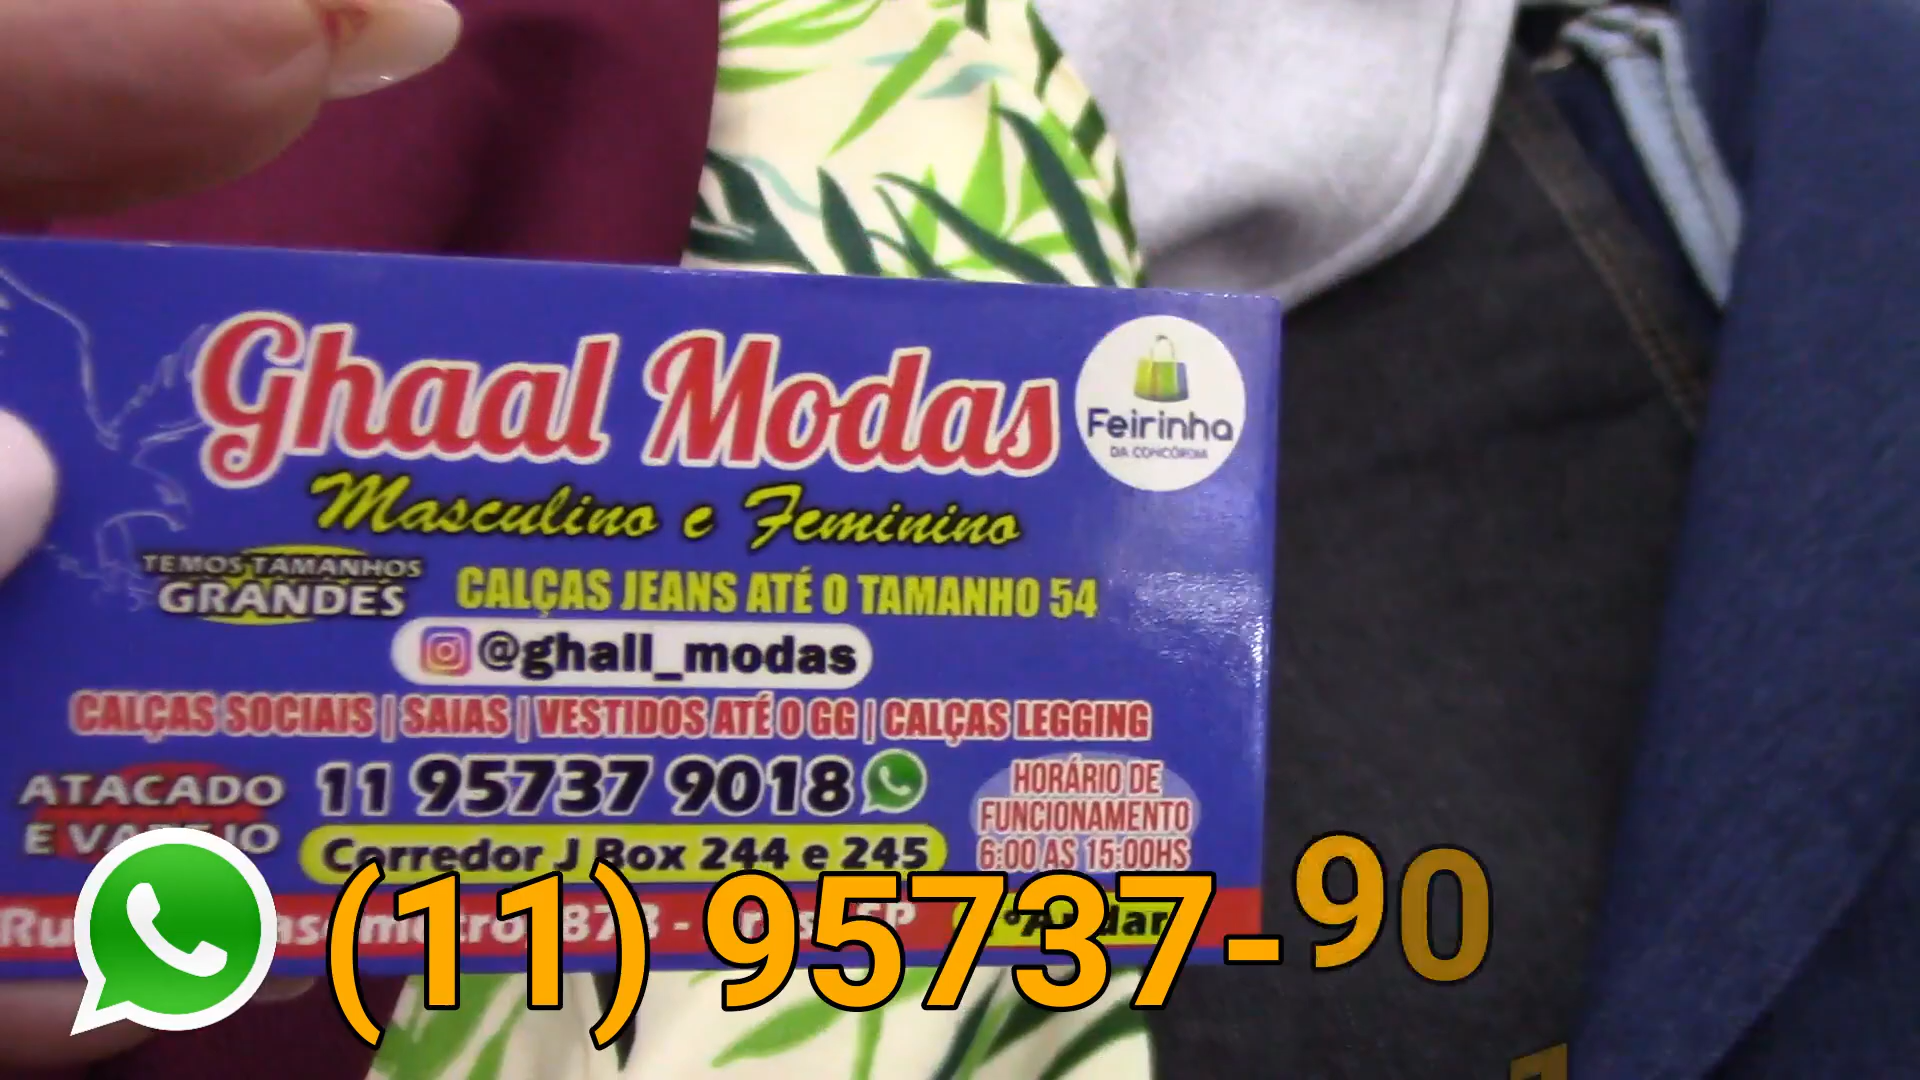 Ghaal Modas
Feirinha
DA CONCÓRDIA
Masculino e Feminino
TEMOS TAMANHOS
GRANDES
CALÇAS JEANS ATÉ O TAMANHO 54
@ghall_modas
CALÇAS SOCIAIS | SAIAS | VESTIDOS ATÉ O GG | CALÇAS LEGGING
ATACADO
E VAREJO
11 95737 9018
HORÁRIO DE
FUNCIONAMENTO
6:00 AS 15:00HS
Corredor J Box 244 e 245
(11) 95737-90
1